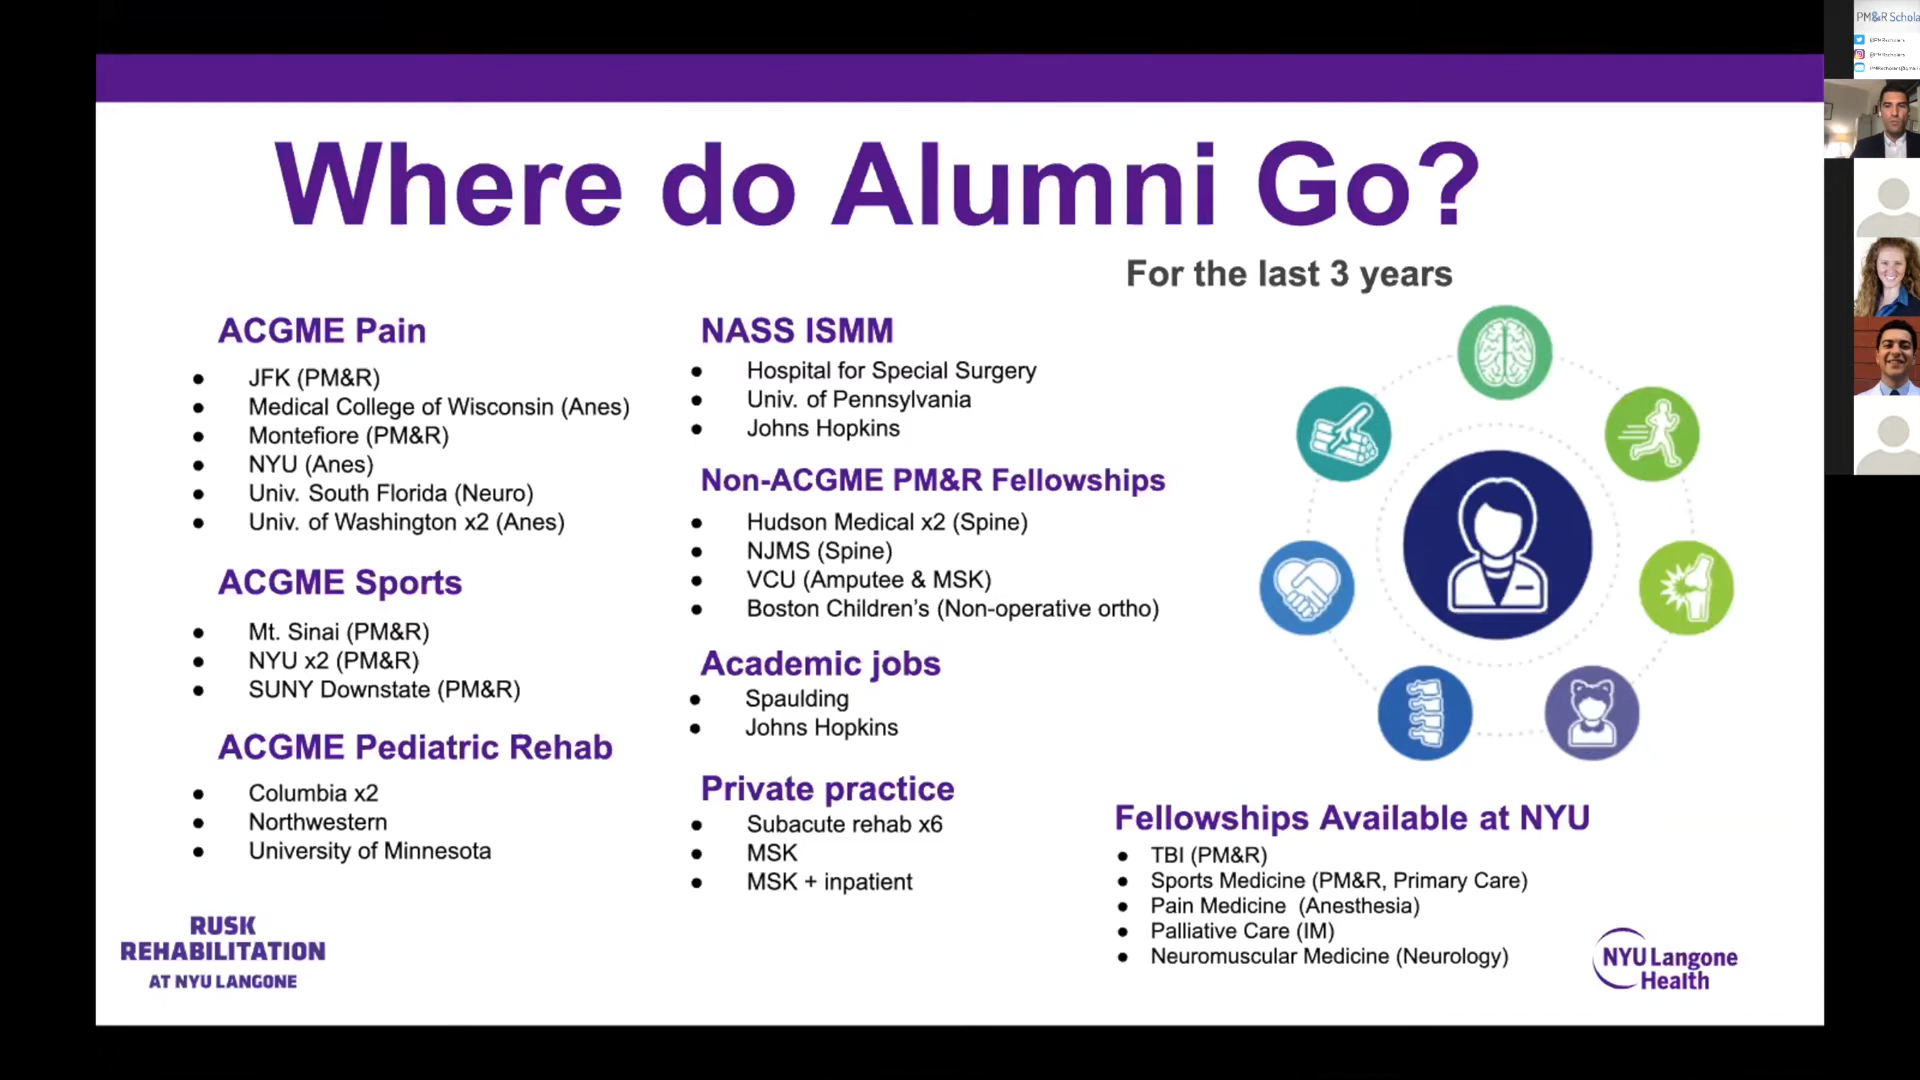 Where do Alumni Go?
For the last 3 years
ACGME Pain
JFK (PM&R)
Medical College of Wisconsin (Anes)
Montefiore (PM&R)
NYU (Anes)
Univ. South Florida (Neuro)
Univ. of Washington x2 (Anes)
ACGME Sports
Mt. Sinai (PM&R)
NYU x2 (PM&R)
SUNY Downstate (PM&R)
ACGME Pediatric Rehab
Columbia x2
Northwestern
University of Minnesota
NASS ISMM
Hospital for Special Surgery
Univ. of Pennsylvania
Johns Hopkins
Non-ACGME PM&R Fellowships
Hudson Medical x2 (Spine)
NJMS (Spine)
VCU (Amputee & MSK)
Boston Children’s (Non-operative ortho)
Academic jobs
Spaulding
Johns Hopkins
Private practice
Subacute rehab x6
MSK
MSK + inpatient
Fellowships Available at NYU
TBI (PM&R)
Sports Medicine (PM&R, Primary Care)
Pain Medicine (Anesthesia)
Palliative Care (IM)
Neuromuscular Medicine (Neurology)
RUSK
REHABILITATION
AT NYU LANGONE
NYU Langone
Health
PM&R Schola